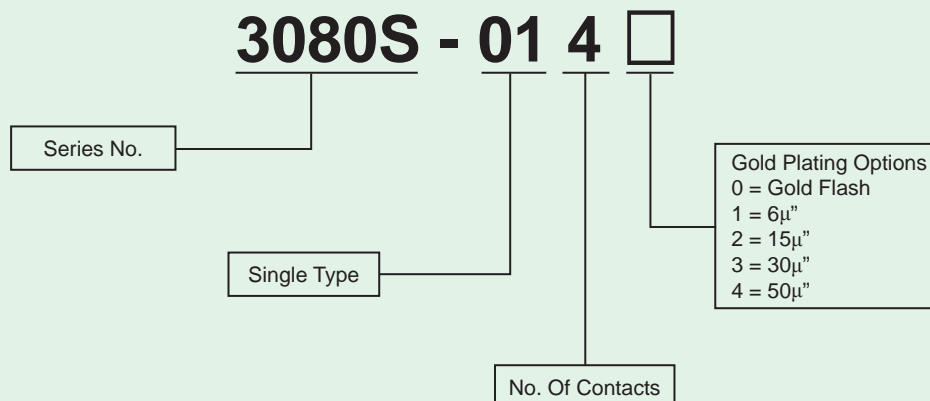 3080S - 01 4 □
Series No.
Gold Plating Options
0 = Gold Flash
1 = 6μ”
2 = 15μ”
3 = 30μ”
4 = 50μ”
Single Type
No. Of Contacts